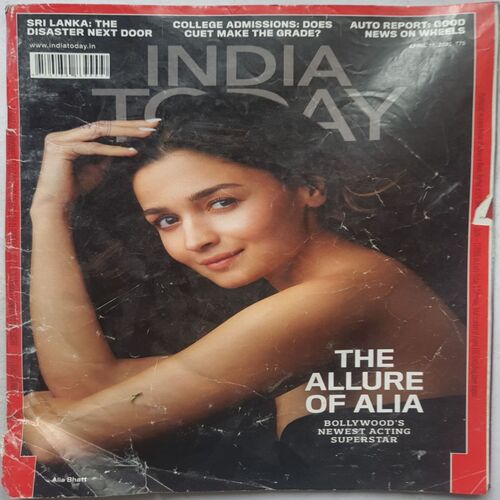 SRI LANKA: THE
DISASTER NEXT DOOR
COLLEGE ADMISSIONS: DOES
CUET MAKE THE GRADE?
AUTO REPORT: GOOD
NEWS ON WHEELS
www.indiatoday.in
INDIA
TODAY
THE
ALLURE
OF ALIA
BOLLYWOOD'S
NEWEST ACTING
SUPERSTAR
Alia Bhatt